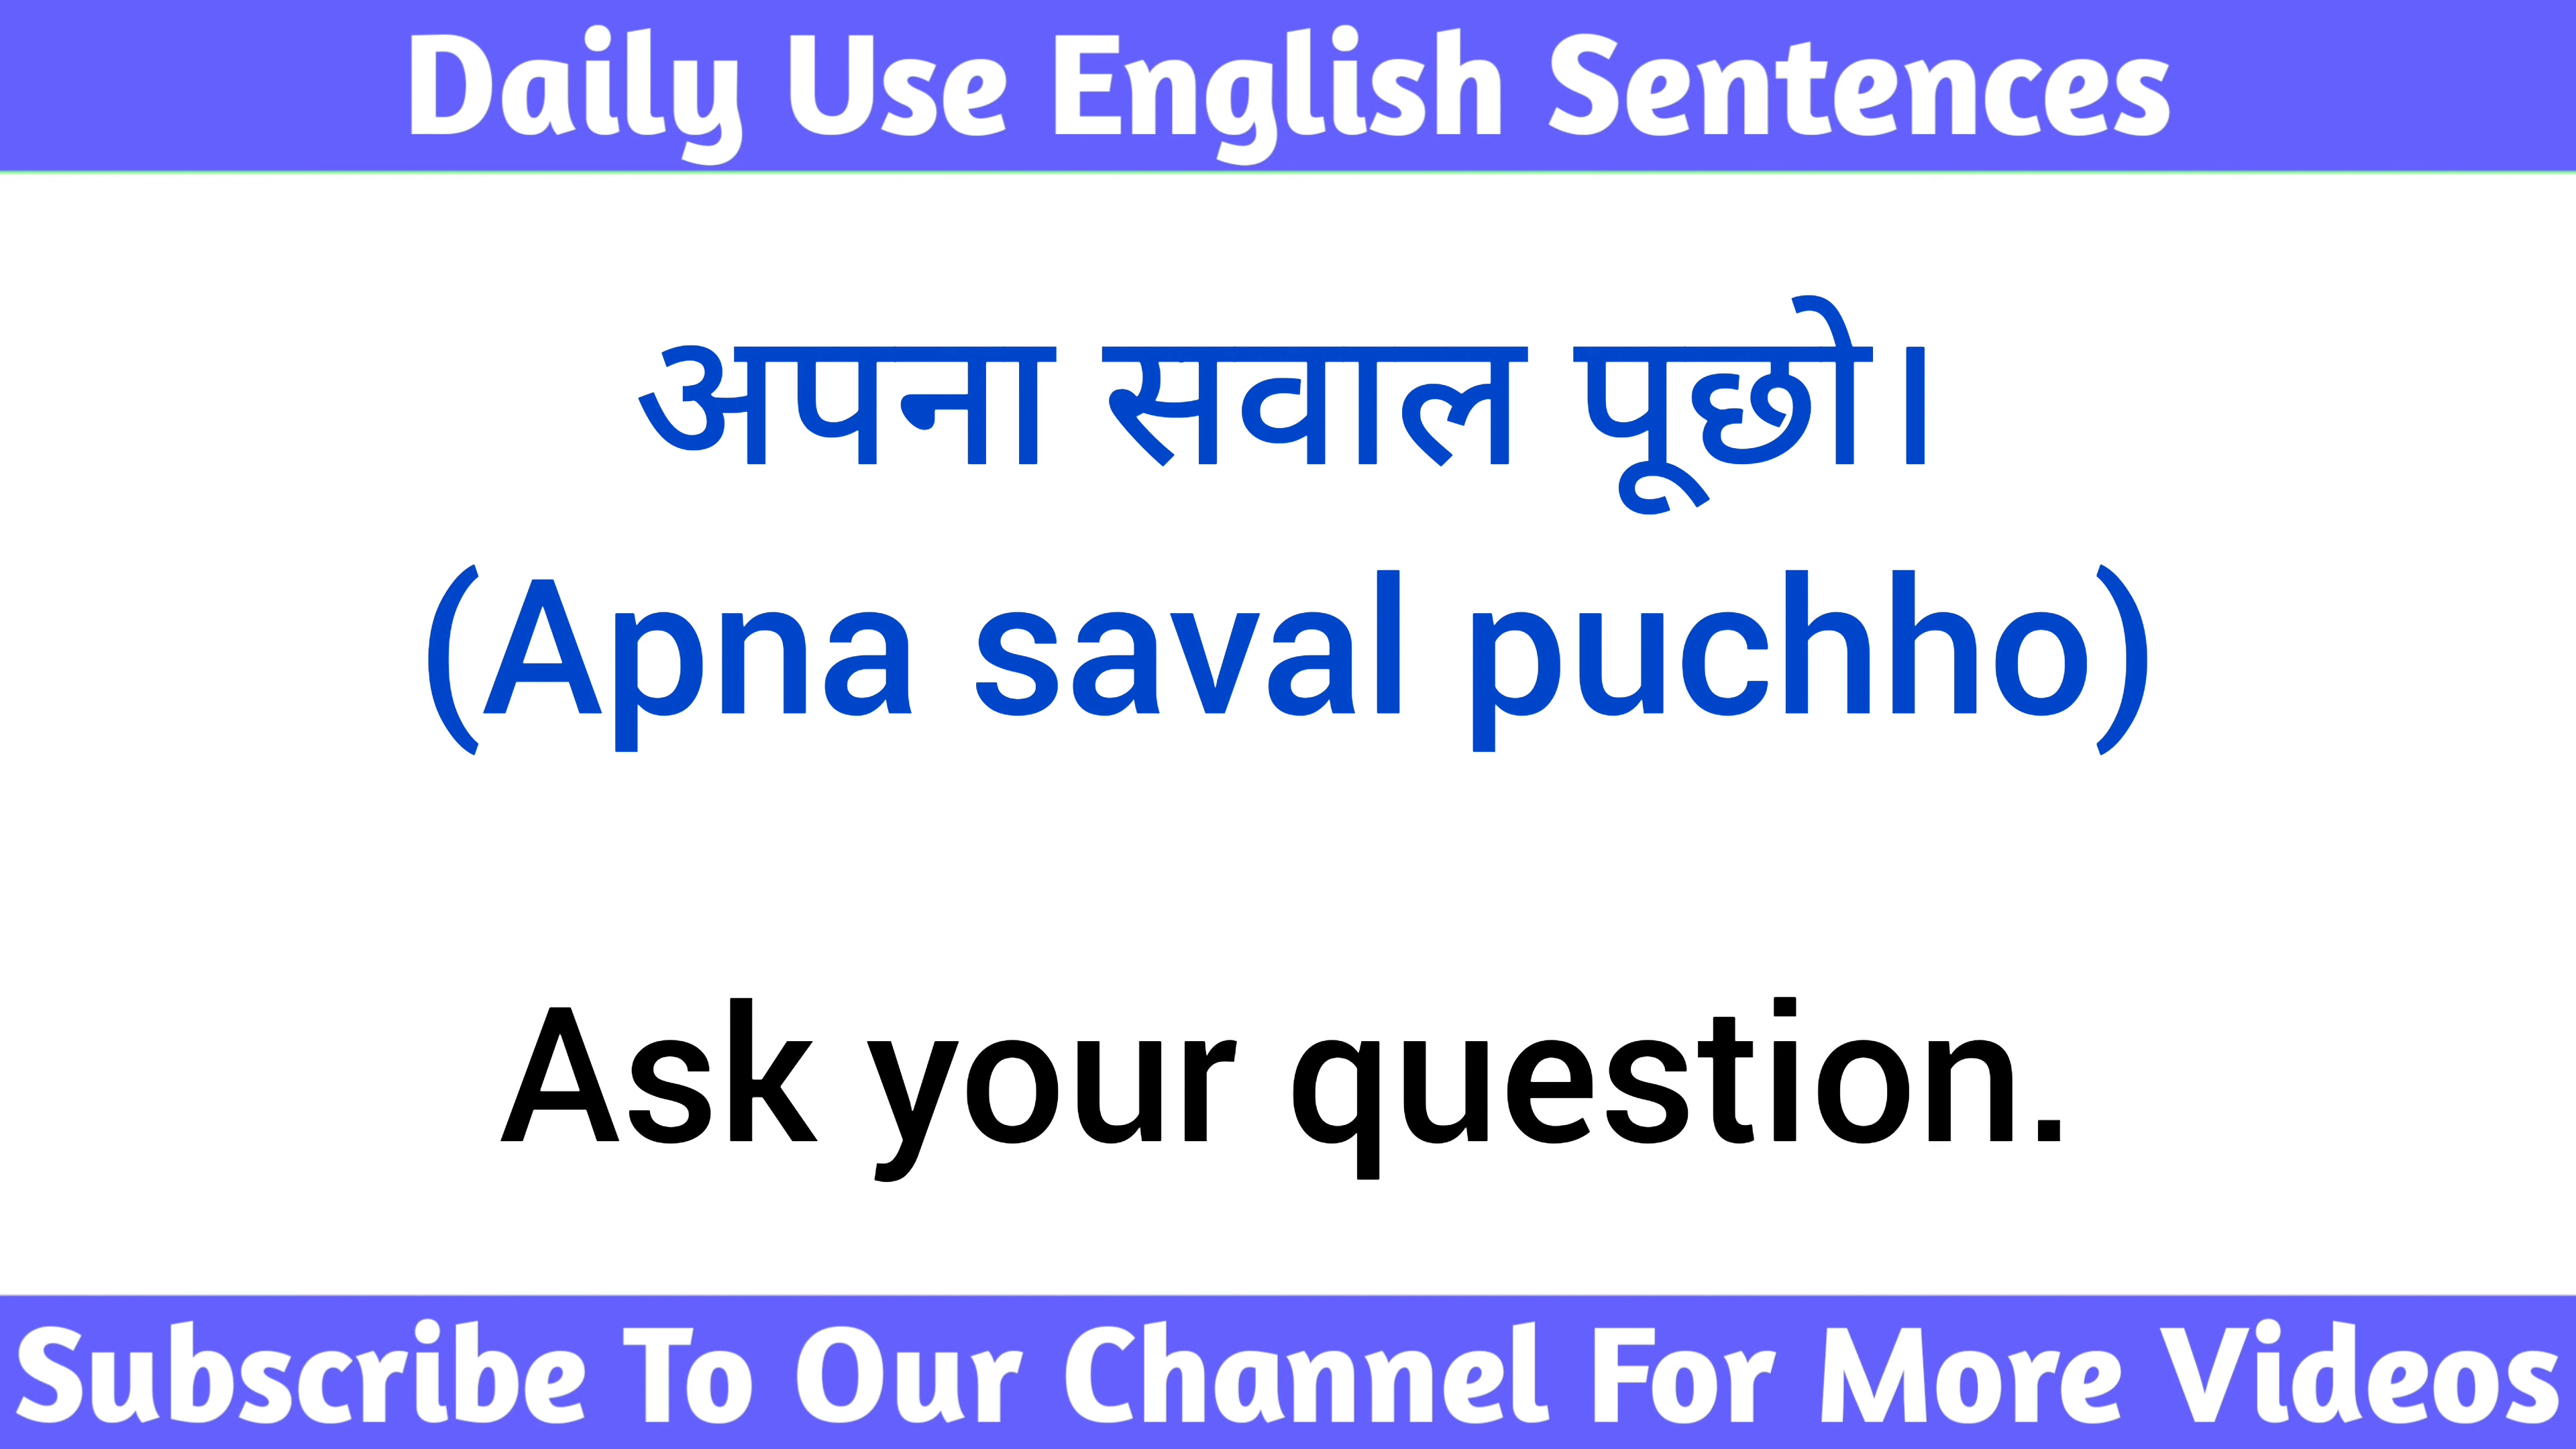 Daily Use English Sentences
अपना सवाल पूछो।
(Apna saval puchho)
Ask your question.
Subscribe To Our Channel For More Videos